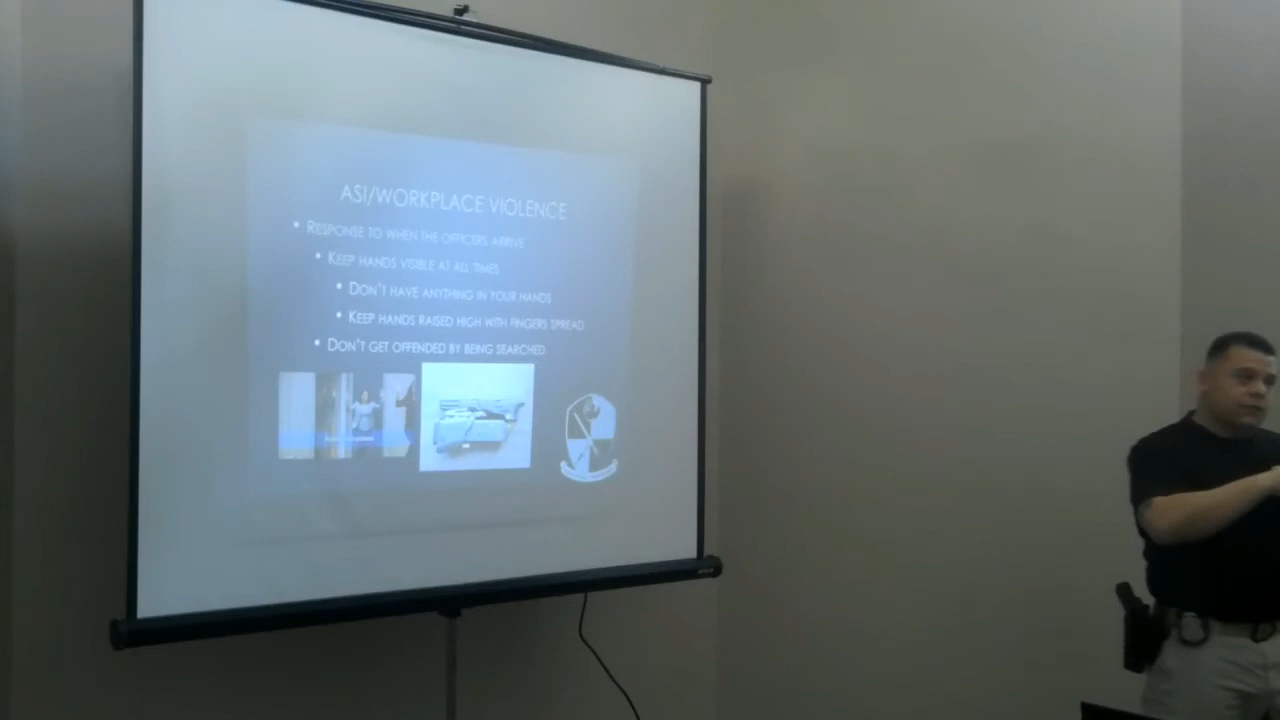 ASI/WORKPLACE VIOLENCE
• RESPONSE TO WHEN THE OFFICERS ARRIVE
• KEEP HANDS VISIBLE AT ALL TIMES
• DON'T HAVE ANYTHING IN YOUR HANDS
• KEEP HANDS RAISED HIGH WITH FINGERS SPREAD
• DON'T GET OFFENDED BY BEING SEARCHED